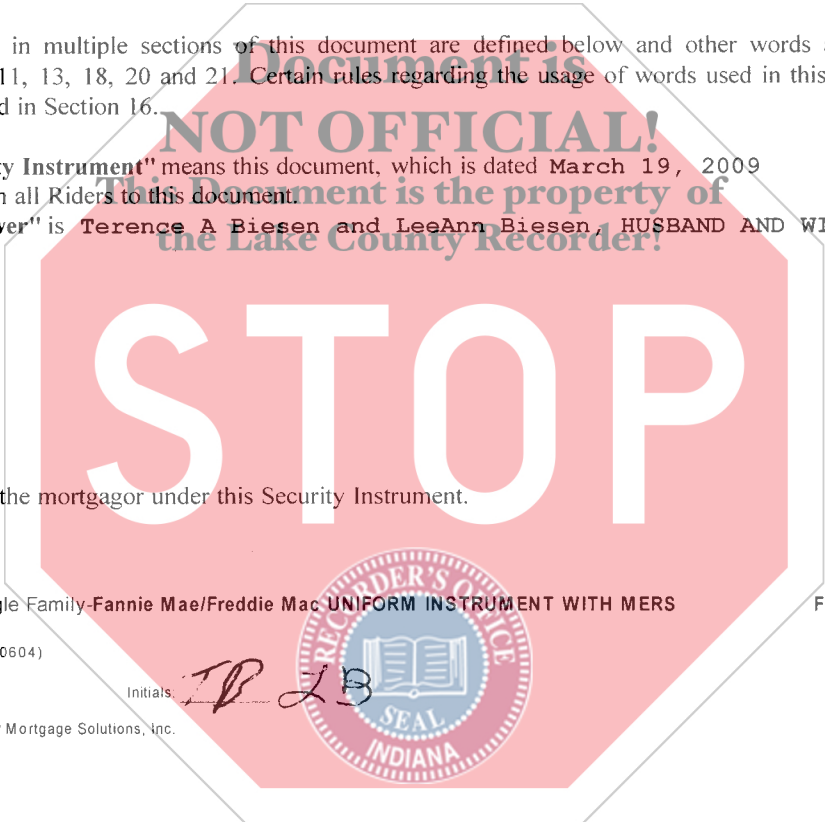 in multiple sections of this document are defined below and other words
11, 13, 18, 20 and 21. Certain rules regarding the usage of words used in this
d in Section 16.
Document is
NOT OFFICIAL!
This Document is the property of
the Lake County Recorder!
ty Instrument" means this document, which is dated March 19, 2009
n all Riders to this document.
ver" is Terence A Biesen and LeeAnn Biesen, HUSBAND AND WI
STOP
the mortgagor under this Security Instrument.
gle Family-Fannie Mae/Freddie Mac UNIFORM INSTRUMENT WITH MERS F
0604)
Initials: TB LB
Mortgage Solutions, Inc.
RECORDER'S OFFICE
SEAL
INDIANA